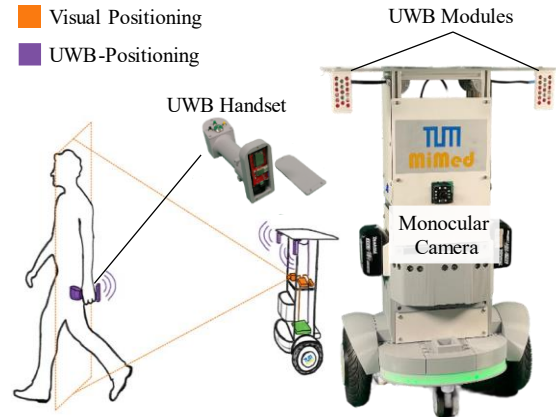 Visual Positioning
UWB-Positioning
UWB Modules
UWB Handset
TUM
MiMed
Monocular
Camera